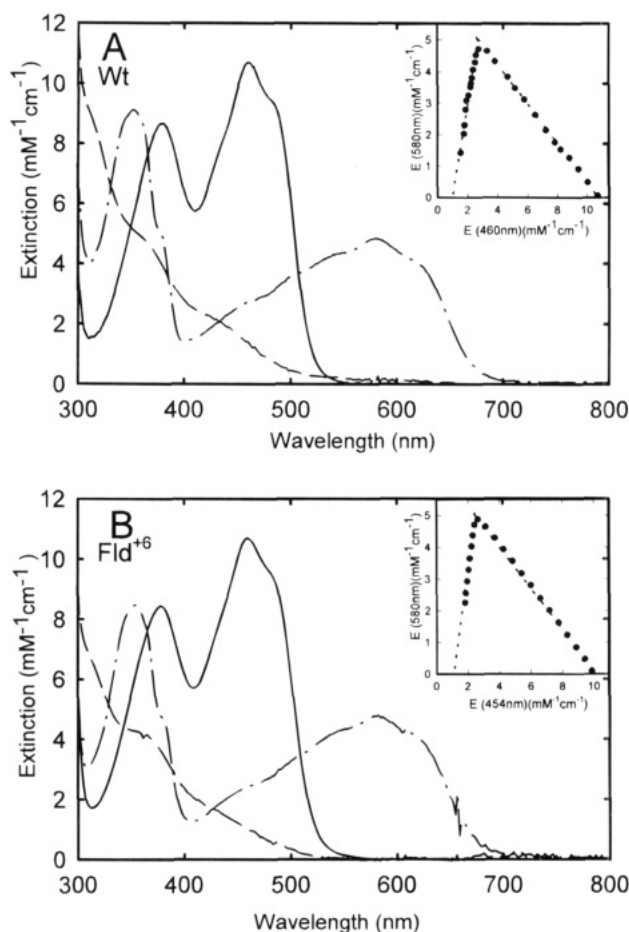 A
Wt
12
10
8
6
4
2
0
Extinction (mM⁻¹cm⁻¹)
300 400 500 600 700 800
Wavelength (nm)
5
4
3
2
1
0
E (580nm)(mM⁻¹cm⁻¹)
0 2 4 6 8 10
E (460nm)(mM⁻¹cm⁻¹)
B
Fld⁺⁶
12
10
8
6
4
2
0
Extinction (mM⁻¹cm⁻¹)
300 400 500 600 700 800
Wavelength (nm)
5
4
3
2
1
0
E (580nm)(mM⁻¹cm⁻¹)
0 2 4 6 8 10
E (454nm)(mM⁻¹cm⁻¹)